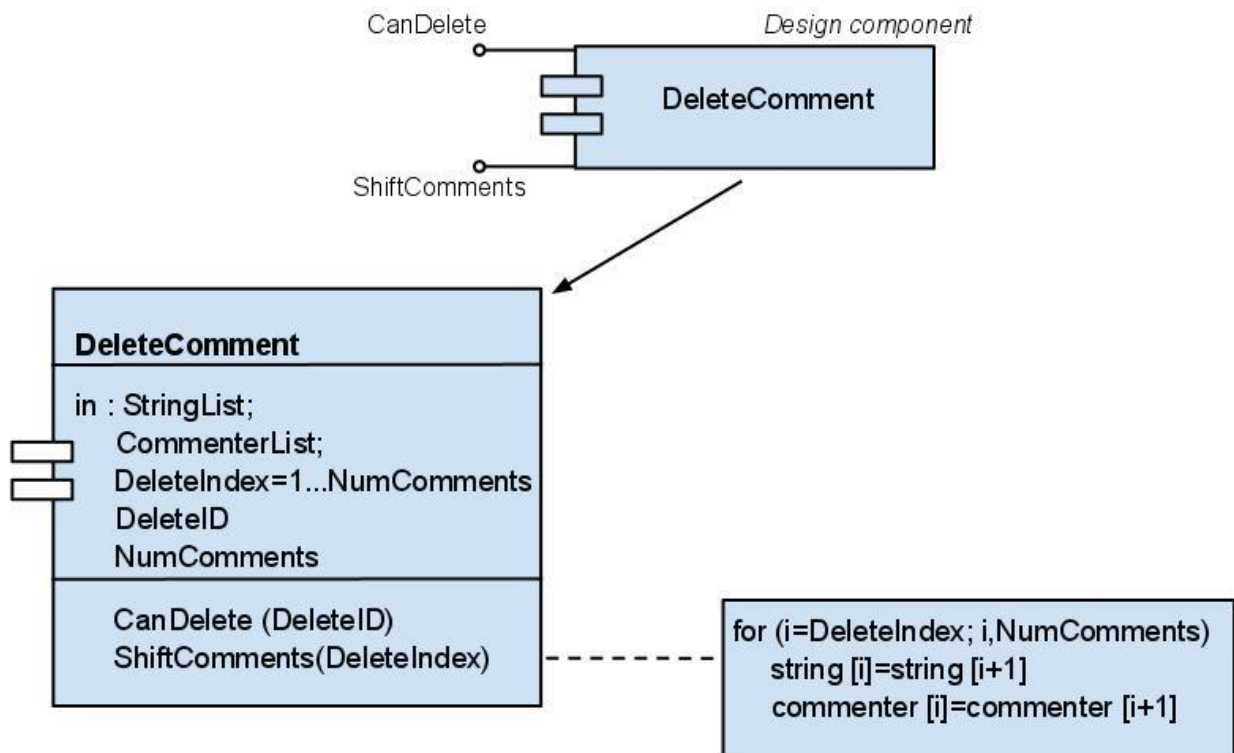 CanDelete
Design component
DeleteComment
ShiftComments
DeleteComment
in : StringList;
CommenterList;
DeleteIndex=1...NumComments
DeleteID
NumComments
CanDelete (DeleteID)
ShiftComments(DeleteIndex)
for (i=DeleteIndex; i,NumComments)
string [i]=string [i+1]
commenter [i]=commenter [i+1]